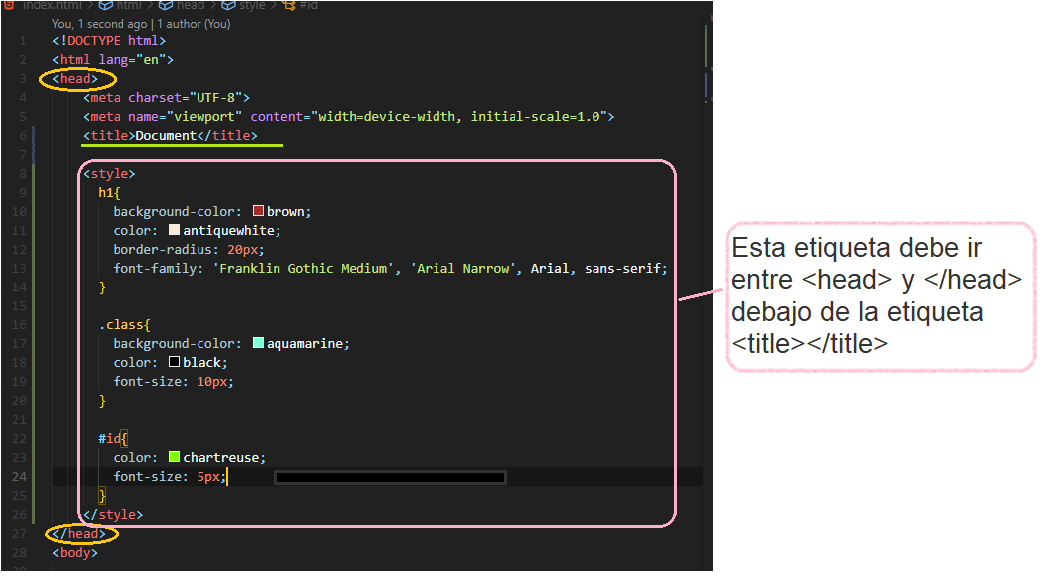 index.html > html > head > style > #id
You, 1 second ago | 1 author (You)
1 <!DOCTYPE html>
2 <html lang="en">
3 <head>
4 <meta charset="UTF-8">
5 <meta name="viewport" content="width=device-width, initial-scale=1.0">
6 <title>Document</title>
7
8 <style>
9 h1{
10 background-color: brown;
11 color: antiquewhite;
12 border-radius: 20px;
13 font-family: 'Franklin Gothic Medium', 'Arial Narrow', Arial, sans-serif;
14 }
15
16 .class{
17 background-color: aquamarine;
18 color: black;
19 font-size: 10px;
20 }
21
22 #id{
23 color: chartreuse;
24 font-size: 5px;
25 }
26 </style>
27 </head>
28 <body>
Esta etiqueta debe ir
entre <head> y </head>
debajo de la etiqueta
<title></title>